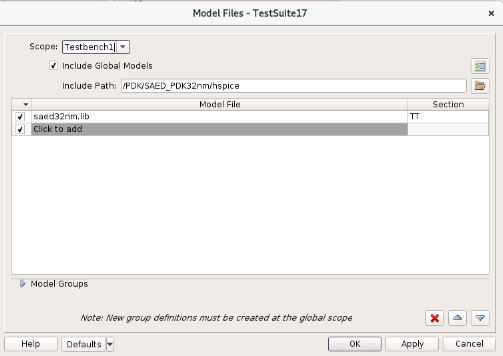 Model Files - TestSuite17
Scope: Testbench1
Include Global Models
Include Path: /PDK/SAED_PDK32nm/hspice
Model File Section
saed32nm.lib TT
Click to add
Model Groups
Note: New group definitions must be created at the global scope
Help Defaults OK Apply Cancel